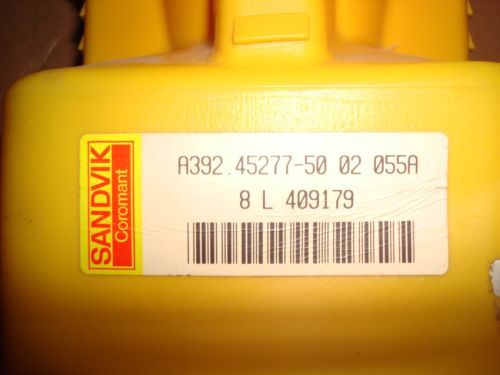 SANDVIK
Coromant
A392.45277-50 02 055A
8 L 409179